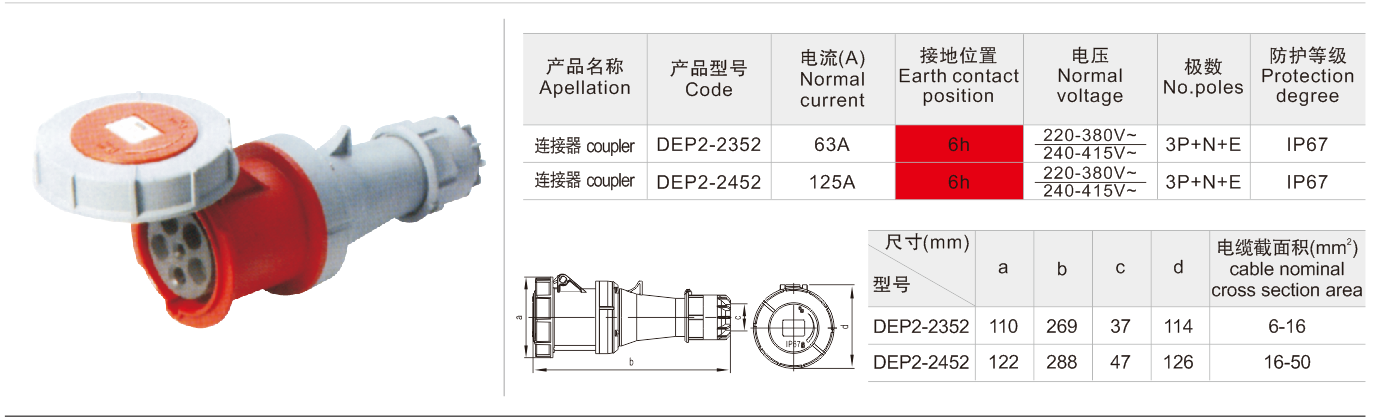 产品名称
Apellation
产品型号
Code
电流(A)
Normal
current
接地位置
Earth contact
position
电压
Normal
voltage
极数
No.poles
防护等级
Protection
degree
连接器 coupler DEP2-2352 63A 6h 220-380V~ 3P+N+E IP67
240-415V~
连接器 coupler DEP2-2452 125A 6h 220-380V~ 3P+N+E IP67
240-415V~
a
b
c
IP67
d
尺寸(mm)
型号
a b c d
电缆截面积(mm²)
cable nominal
cross section area
DEP2-2352 110 269 37 114 6-16
DEP2-2452 122 288 47 126 16-50